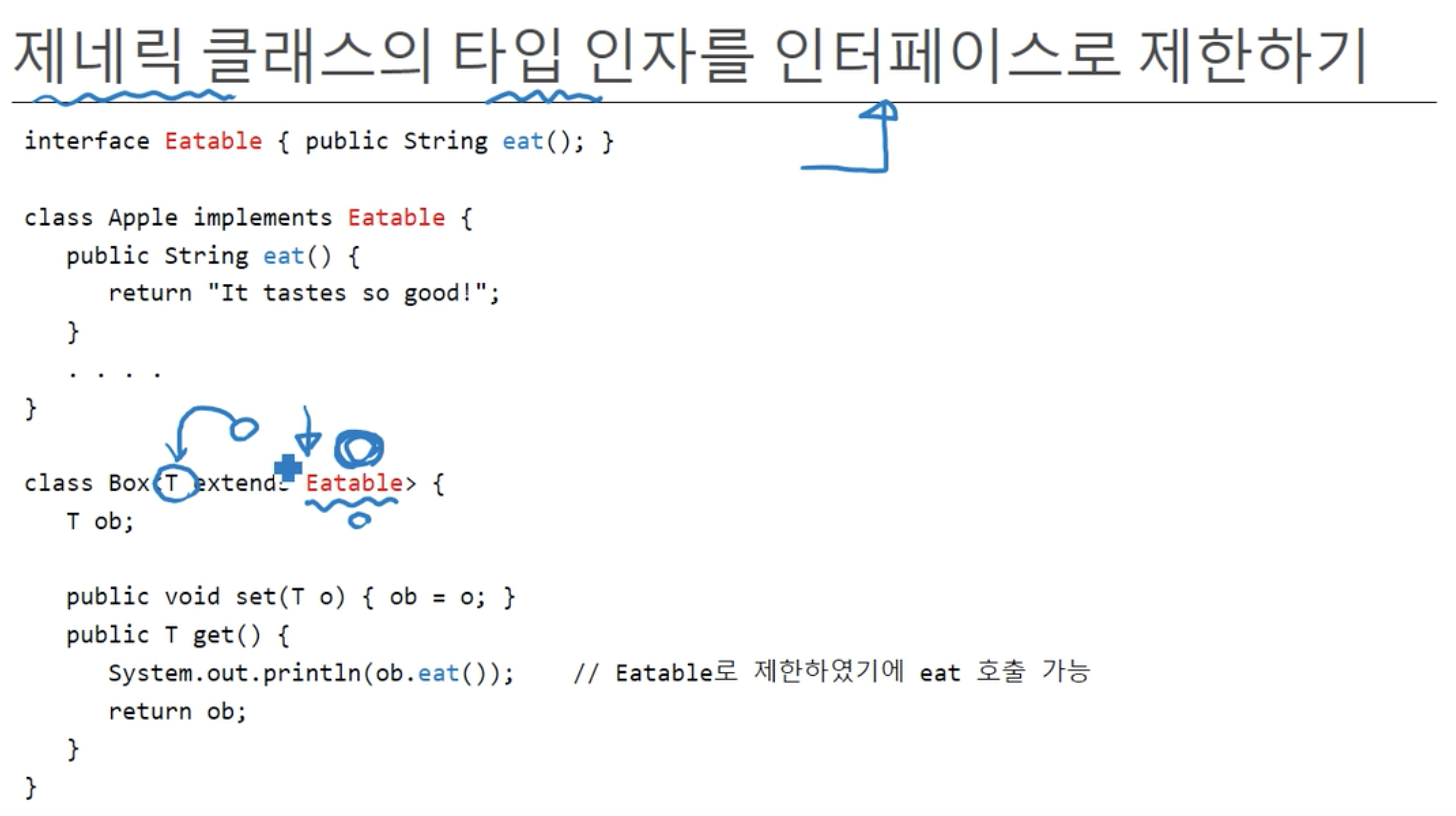 제네릭 클래스의 타입 인자를 인터페이스로 제한하기
interface Eatable { public String eat(); }
class Apple implements Eatable {
public String eat() {
return "It tastes so good!";
}
. . . .
}
class Box<T extends Eatable> {
T ob;
public void set(T o) { ob = o; }
public T get() {
System.out.println(ob.eat()); // Eatable로 제한하였기에 eat 호출 가능
return ob;
}
}